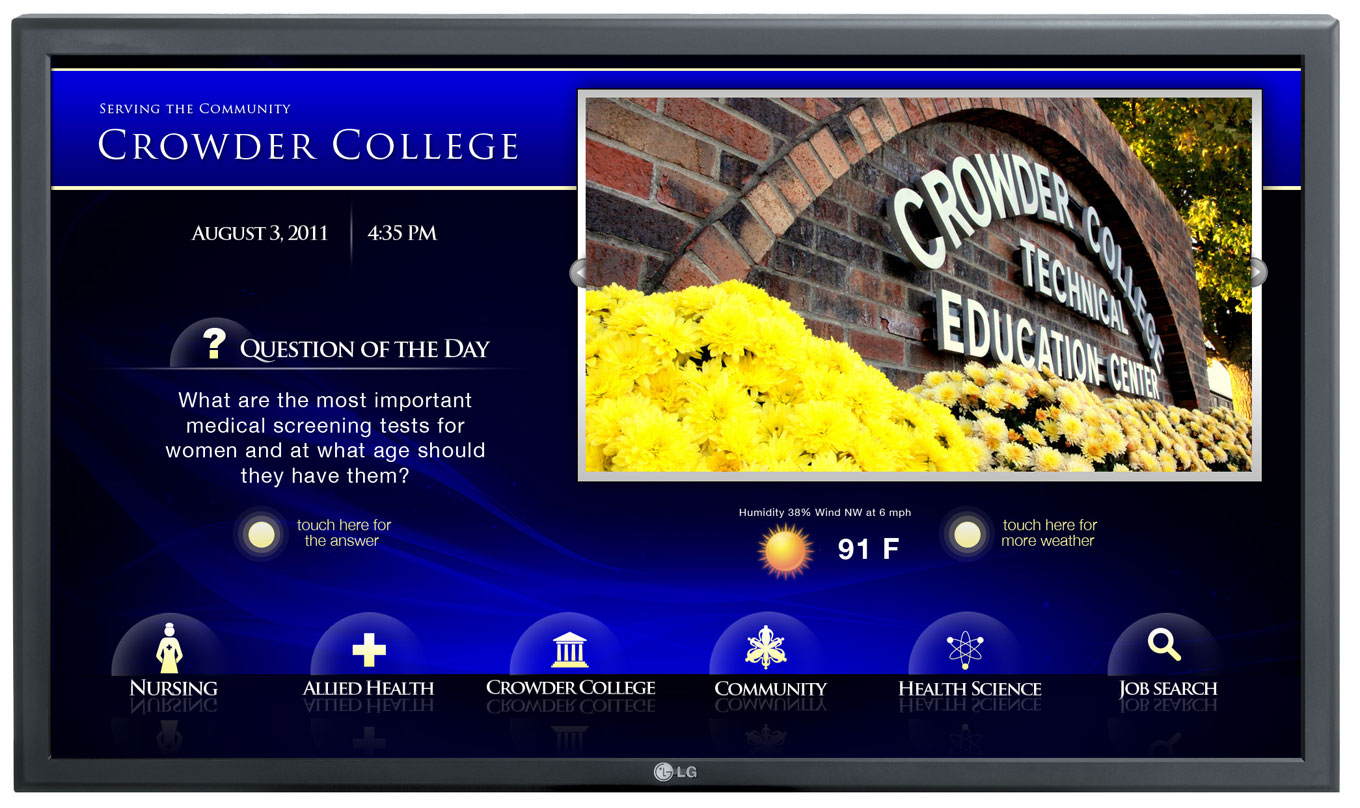 SERVING THE COMMUNITY
CROWDER COLLEGE
AUGUST 3, 2011
4:35 PM
? QUESTION OF THE DAY
What are the most important
medical screening tests for
women and at what age should
they have them?
touch here for
the answer
CROWDER COLLEGE
TECHNICAL
EDUCATION CENTER
Humidity 38% Wind NW at 6 mph
91 F
touch here for
more weather
NURSING
ALLIED HEALTH
CROWDER COLLEGE
COMMUNITY
HEALTH SCIENCE
JOB SEARCH
LG